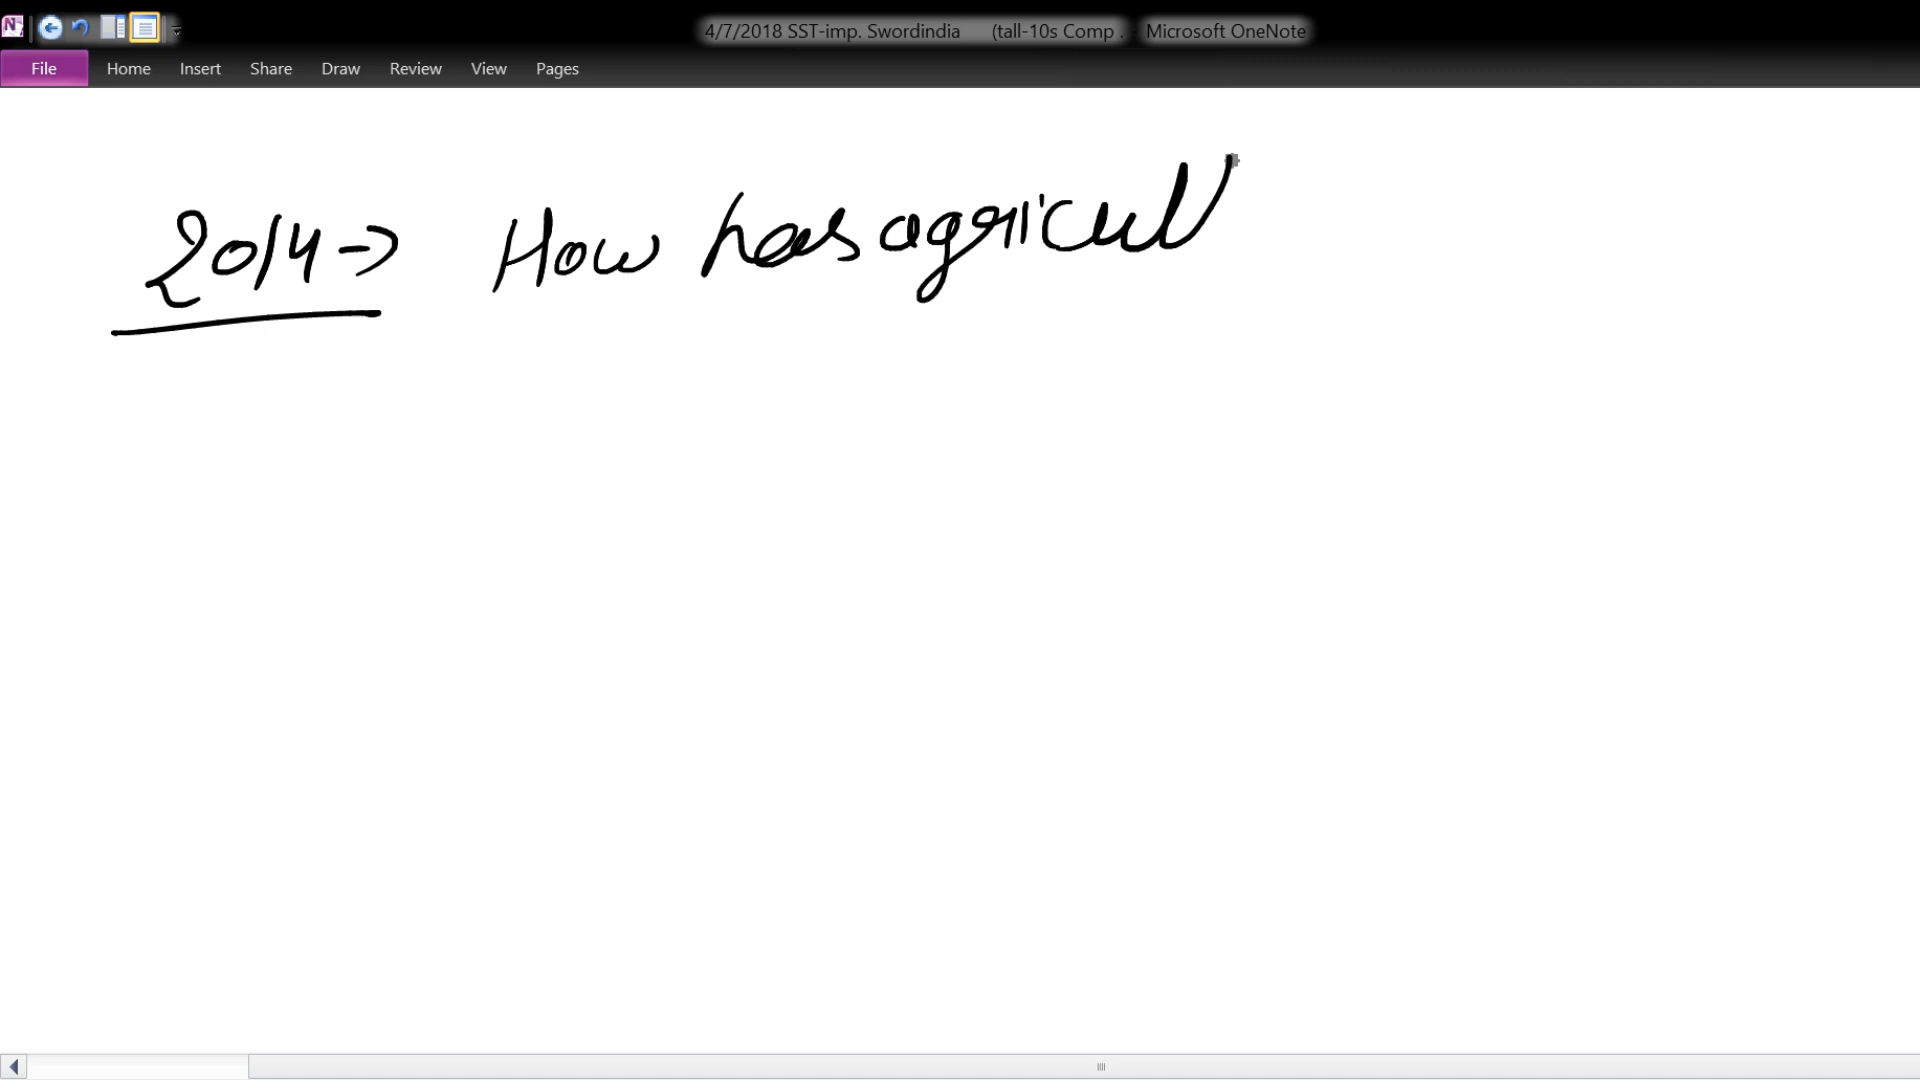 4/7/2018 SST-imp. Swordindia (tall-10s Comp . - Microsoft OneNote
File Home Insert Share Draw Review View Pages
2014 → How has agricul